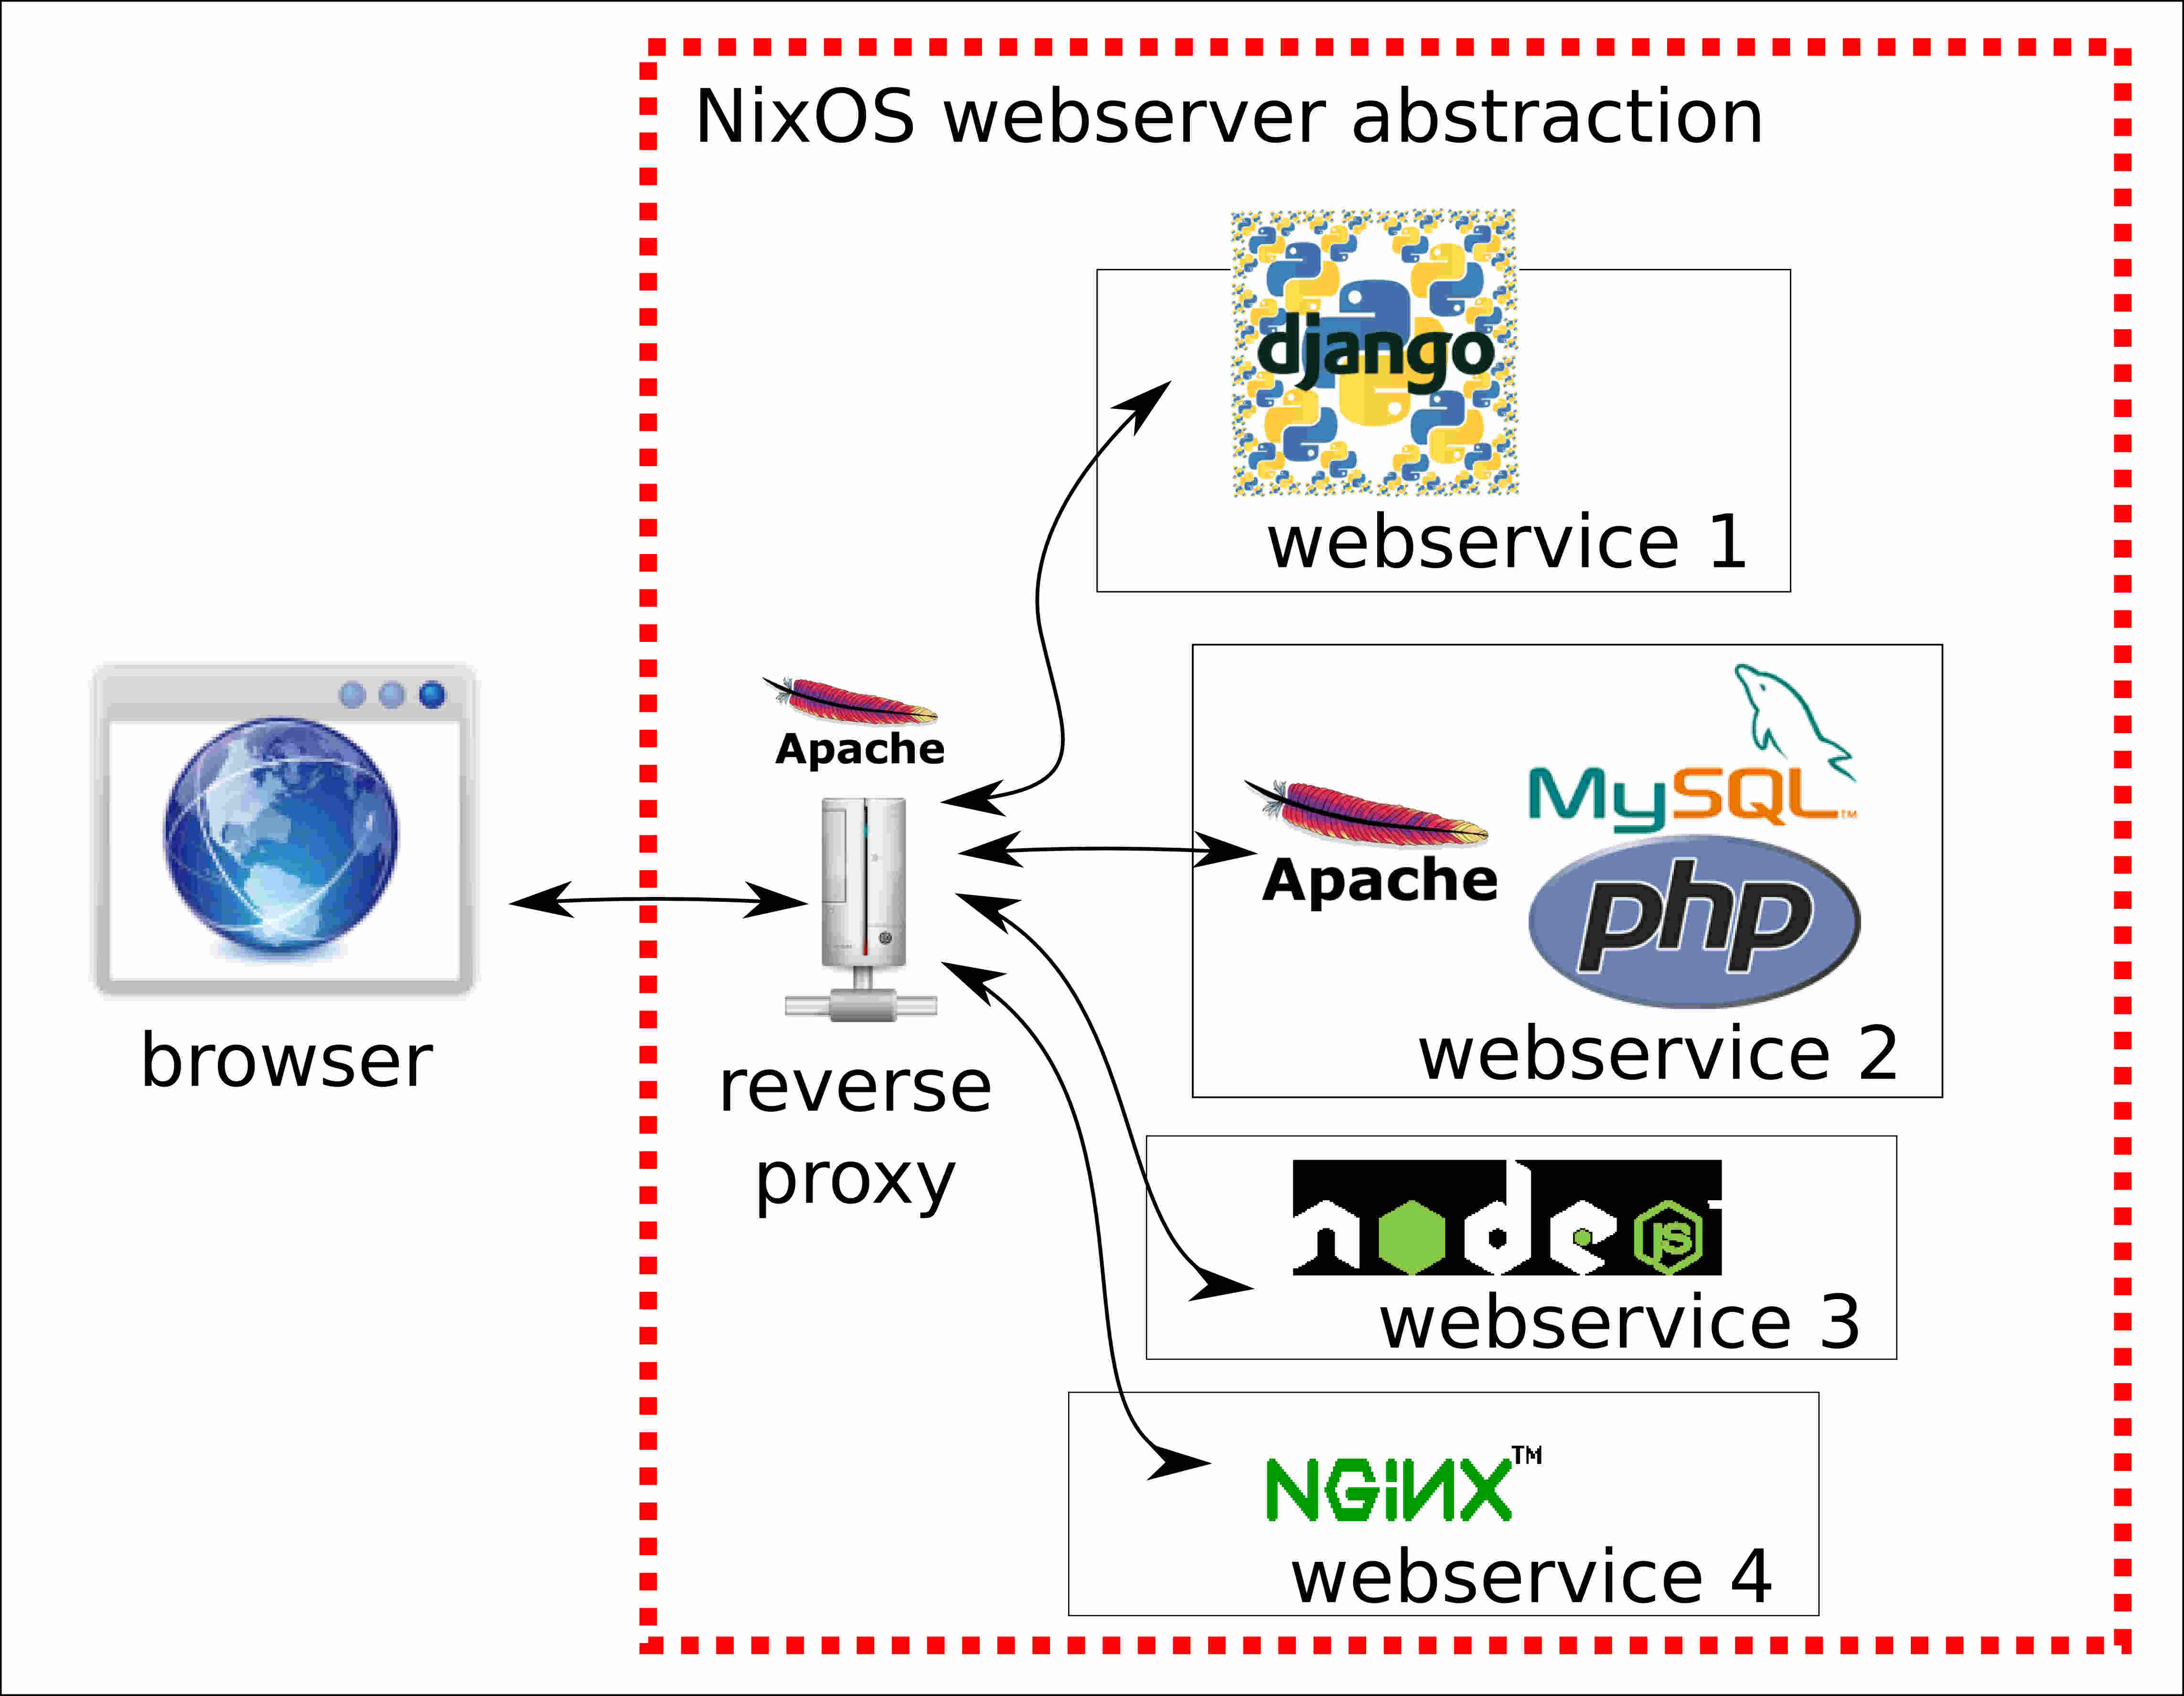 NixOS webserver abstraction
django
webservice 1
Apache
MySQL™
Apache
php
webservice 2
browser
reverse
proxy
node js
webservice 3
NGiNX™
webservice 4